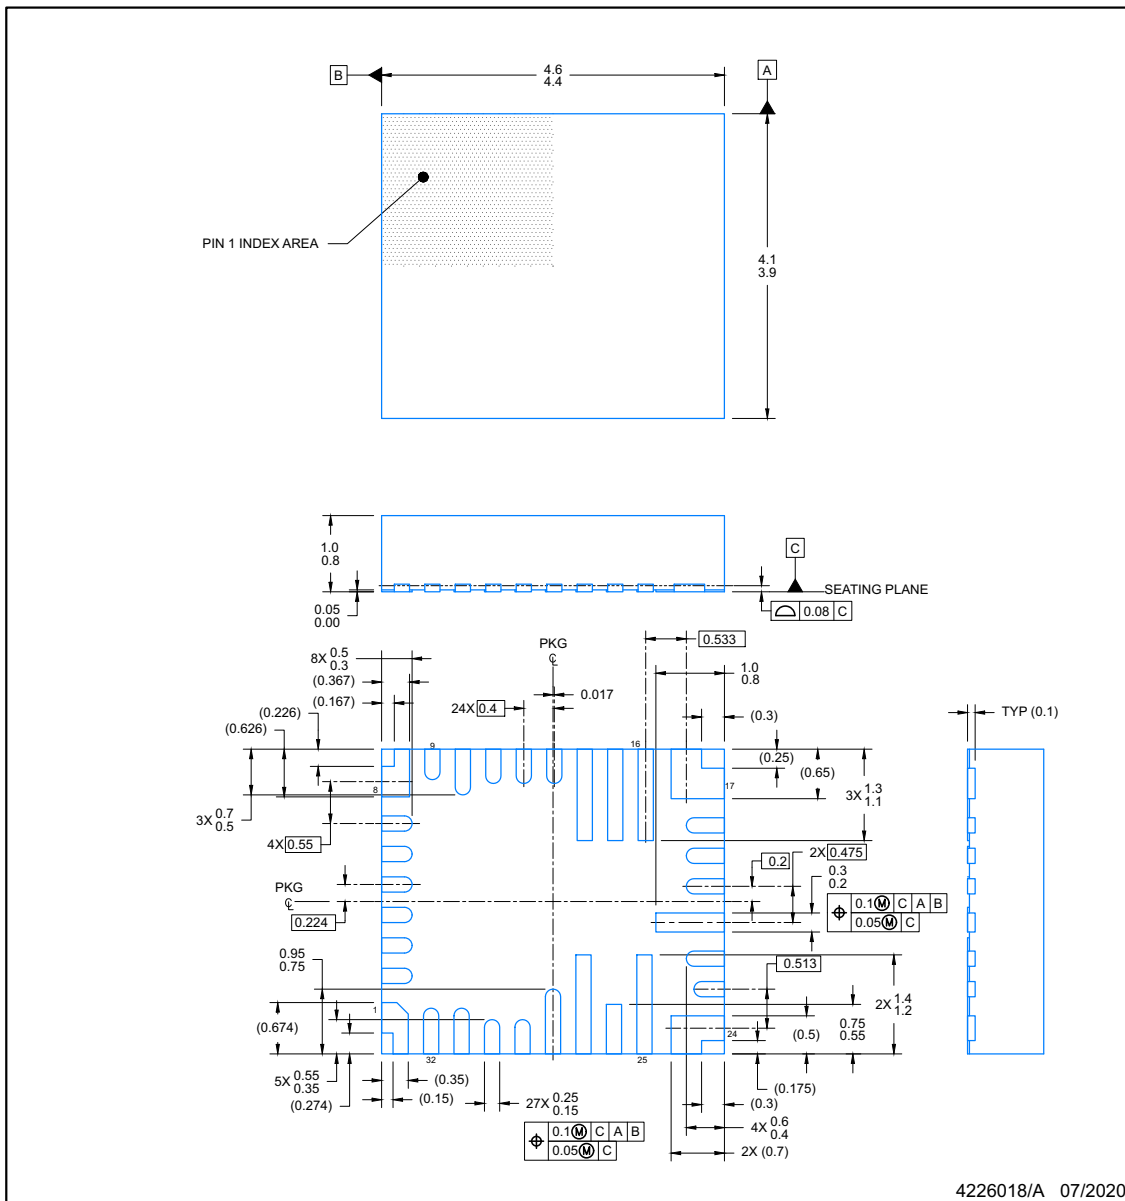 B
4.6
4.4
A
PIN 1 INDEX AREA
4.1
3.9
1.0
0.8
C
0.05
0.00
SEATING PLANE
0.08 C
8X 0.5
0.3
(0.367)
(0.167)
(0.226)
(0.626)
PKG
℄
0.533
1.0
0.8
0.017
24X 0.4
(0.3)
TYP (0.1)
9
16
(0.25)
(0.65)
8
17
3X 1.3
1.1
3X 0.7
0.5
4X 0.55
PKG
℄
0.2
2X 0.475
0.3
0.2
0.1 Ⓜ C A B
0.05 Ⓜ C
0.224
0.95
0.75
0.513
1
(0.674)
2X 1.4
1.2
0.75
0.55
(0.5)
24
32
25
5X 0.55
0.35
(0.35)
(0.274)
(0.15)
27X 0.25
0.15
(0.175)
(0.3)
0.1 Ⓜ C A B
0.05 Ⓜ C
4X 0.6
0.4
2X (0.7)
4226018/A 07/2020